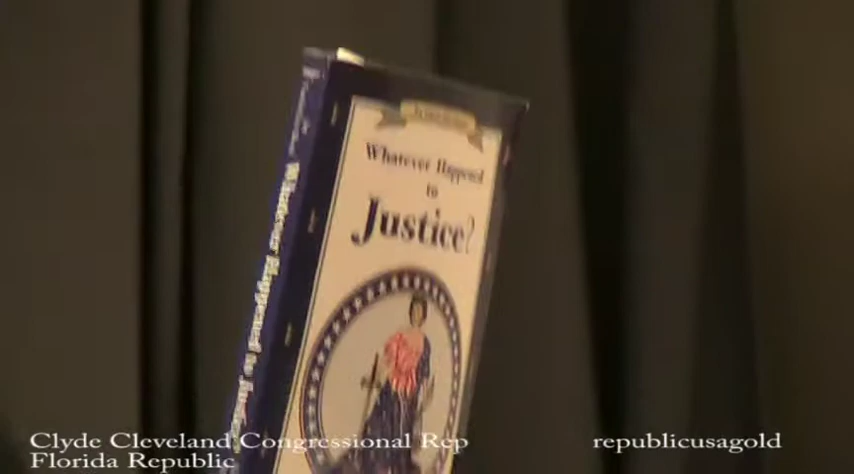 Whatever Happened
to
Justice?
Whatever Happened to Justice?
Clyde Cleveland Congressional Rep
Florida Republic
republicusagold